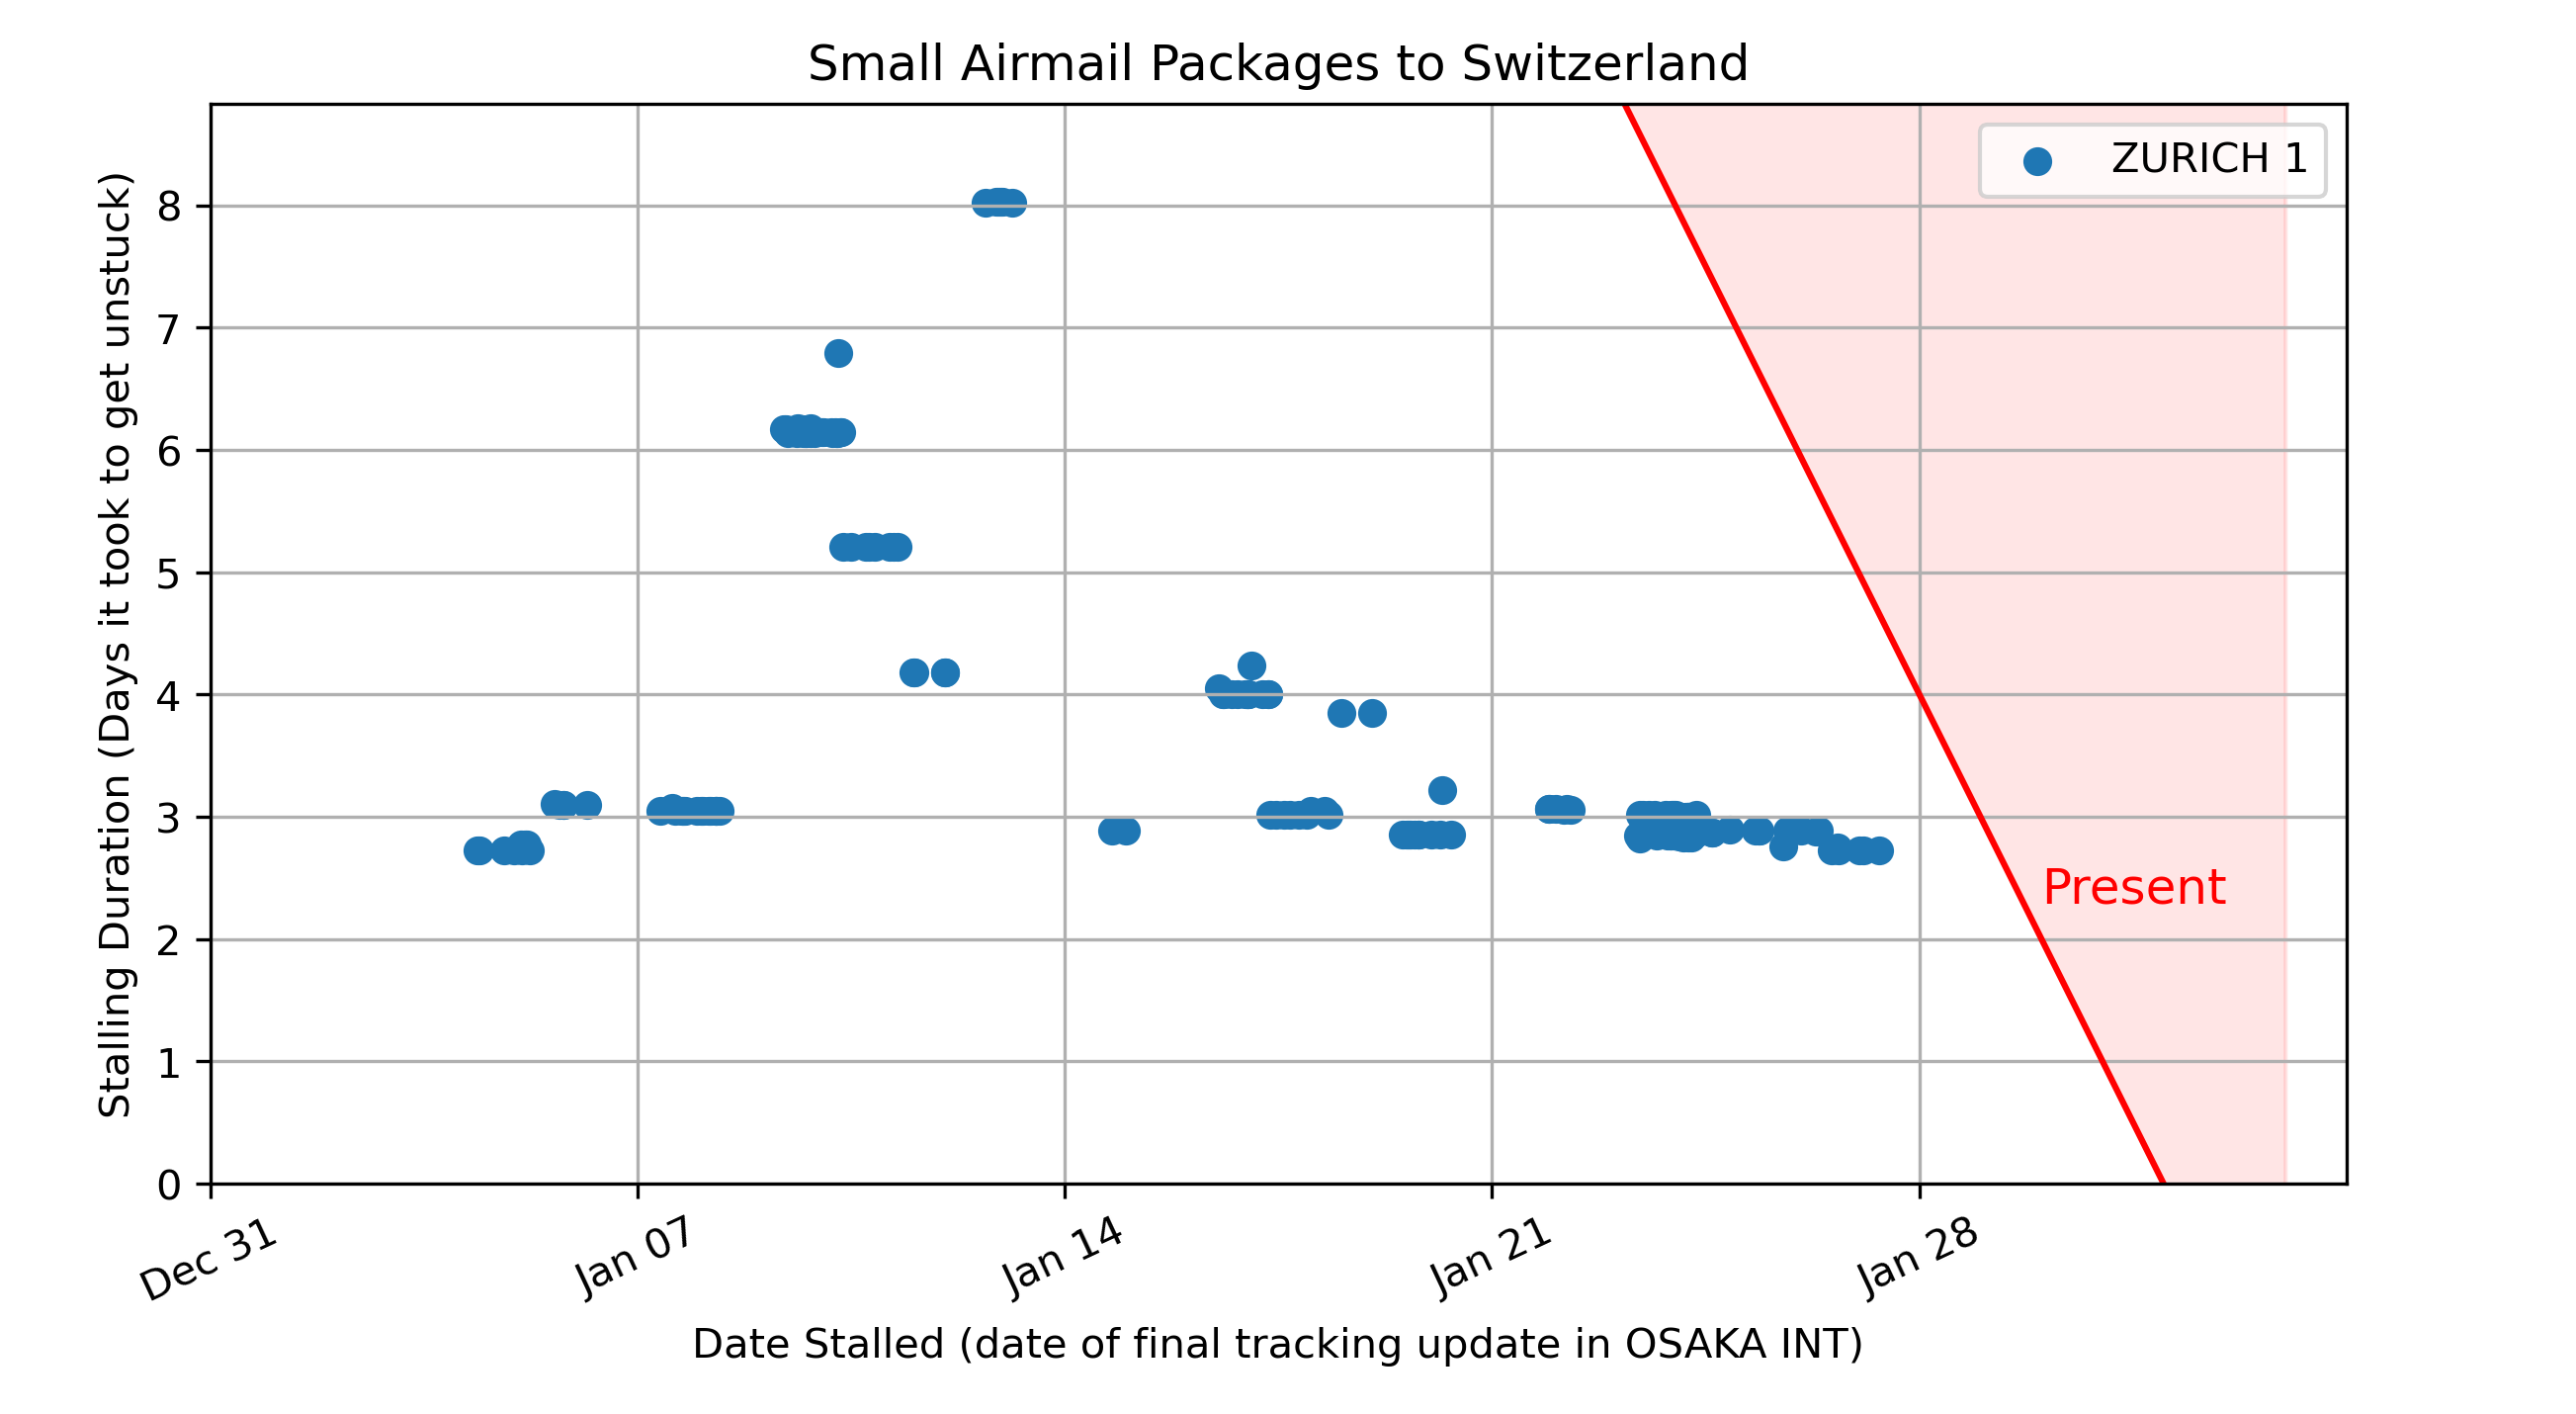 Small Airmail Packages to Switzerland
ZURICH 1
Stalling Duration (Days it took to get unstuck)
8
7
6
5
4
3
2
1
0
Present
Dec 31
Jan 07
Jan 14
Jan 21
Jan 28
Date Stalled (date of final tracking update in OSAKA INT)